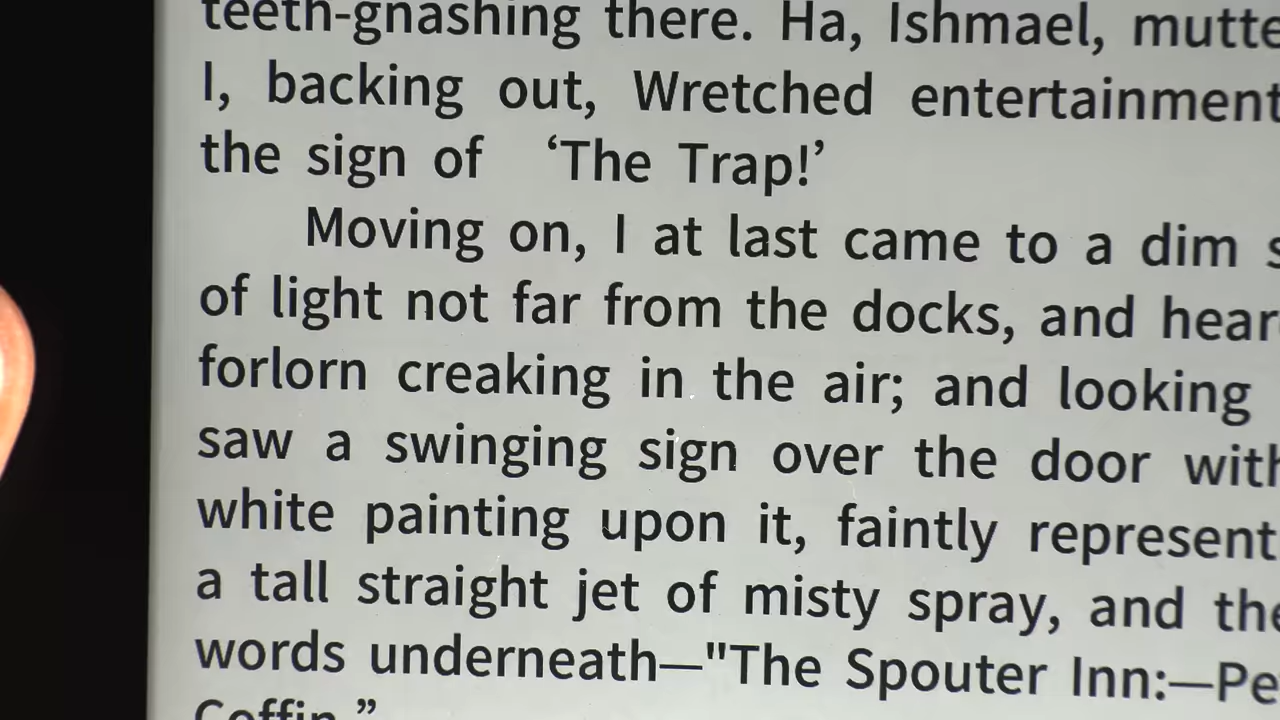 teeth-gnashing there. Ha, Ishmael, mutte
I, backing out, Wretched entertainment
the sign of ‘The Trap!’
Moving on, I at last came to a dim s
of light not far from the docks, and hear
forlorn creaking in the air; and looking
saw a swinging sign over the door with
white painting upon it, faintly represent
a tall straight jet of misty spray, and the
words underneath—"The Spouter Inn:—Pe
Coffin.”